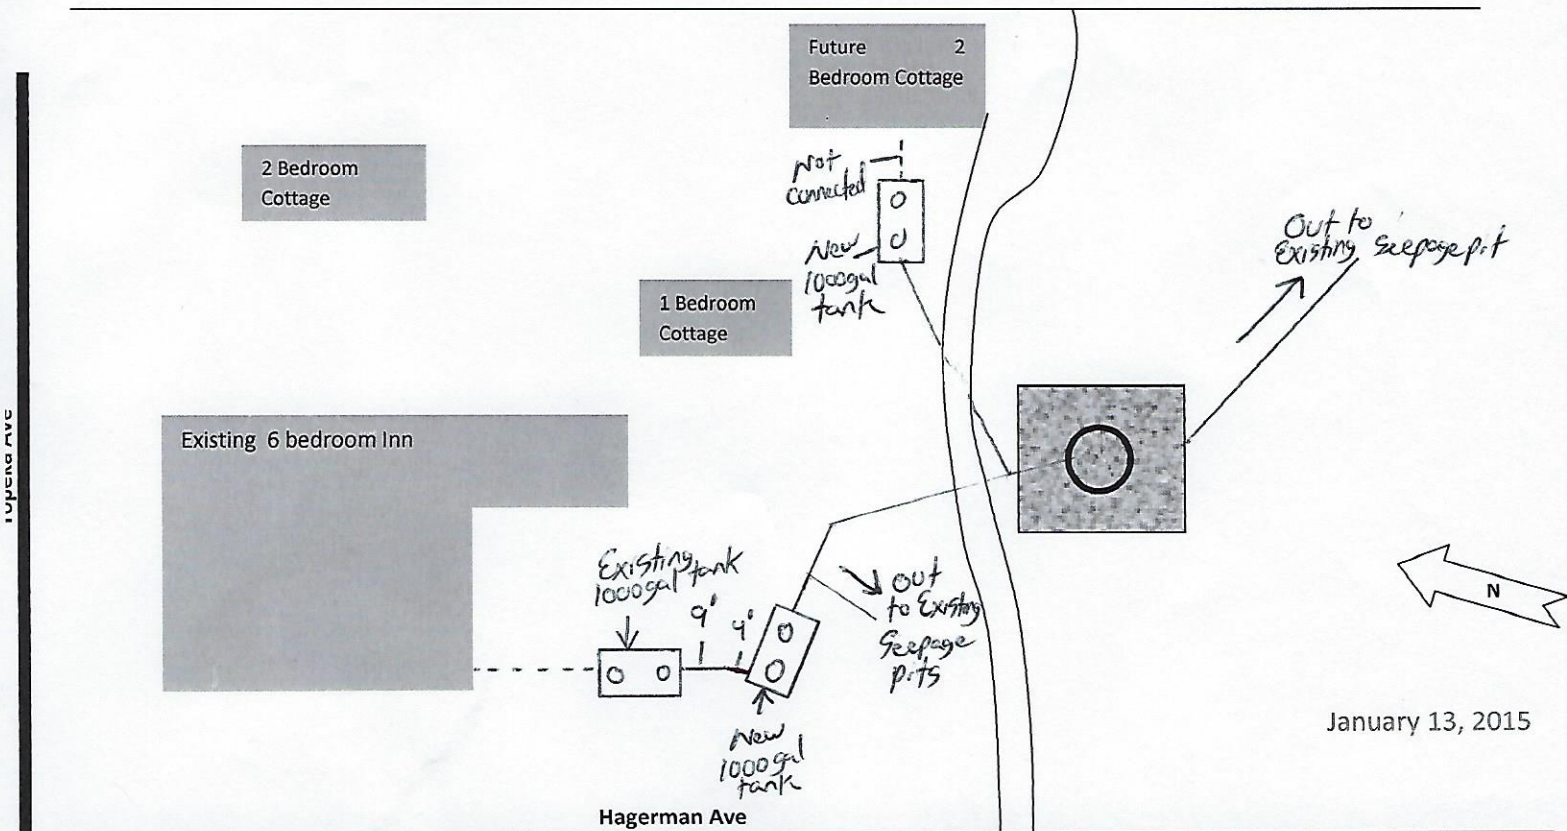 Future 2
Bedroom Cottage
2 Bedroom
Cottage
Not
Connected
New
1000gal
tank
Out to
Existing Seepage pit
1 Bedroom
Cottage
Existing 6 bedroom Inn
Topeka Ave
Existing
1000gal tank
9'
4'
Out
to Existing
Seepage
pits
N
New
1000gal
tank
January 13, 2015
Hagerman Ave